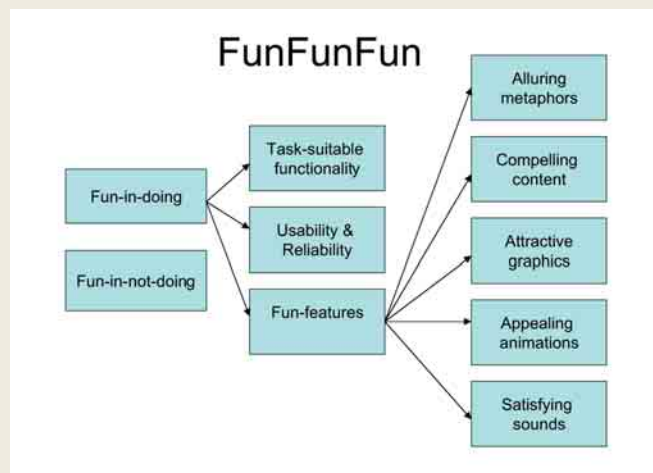 FunFunFun
Fun-in-doing
Fun-in-not-doing
Task-suitable
functionality
Usability &
Reliability
Fun-features
Alluring
metaphors
Compelling
content
Attractive
graphics
Appealing
animations
Satisfying
sounds